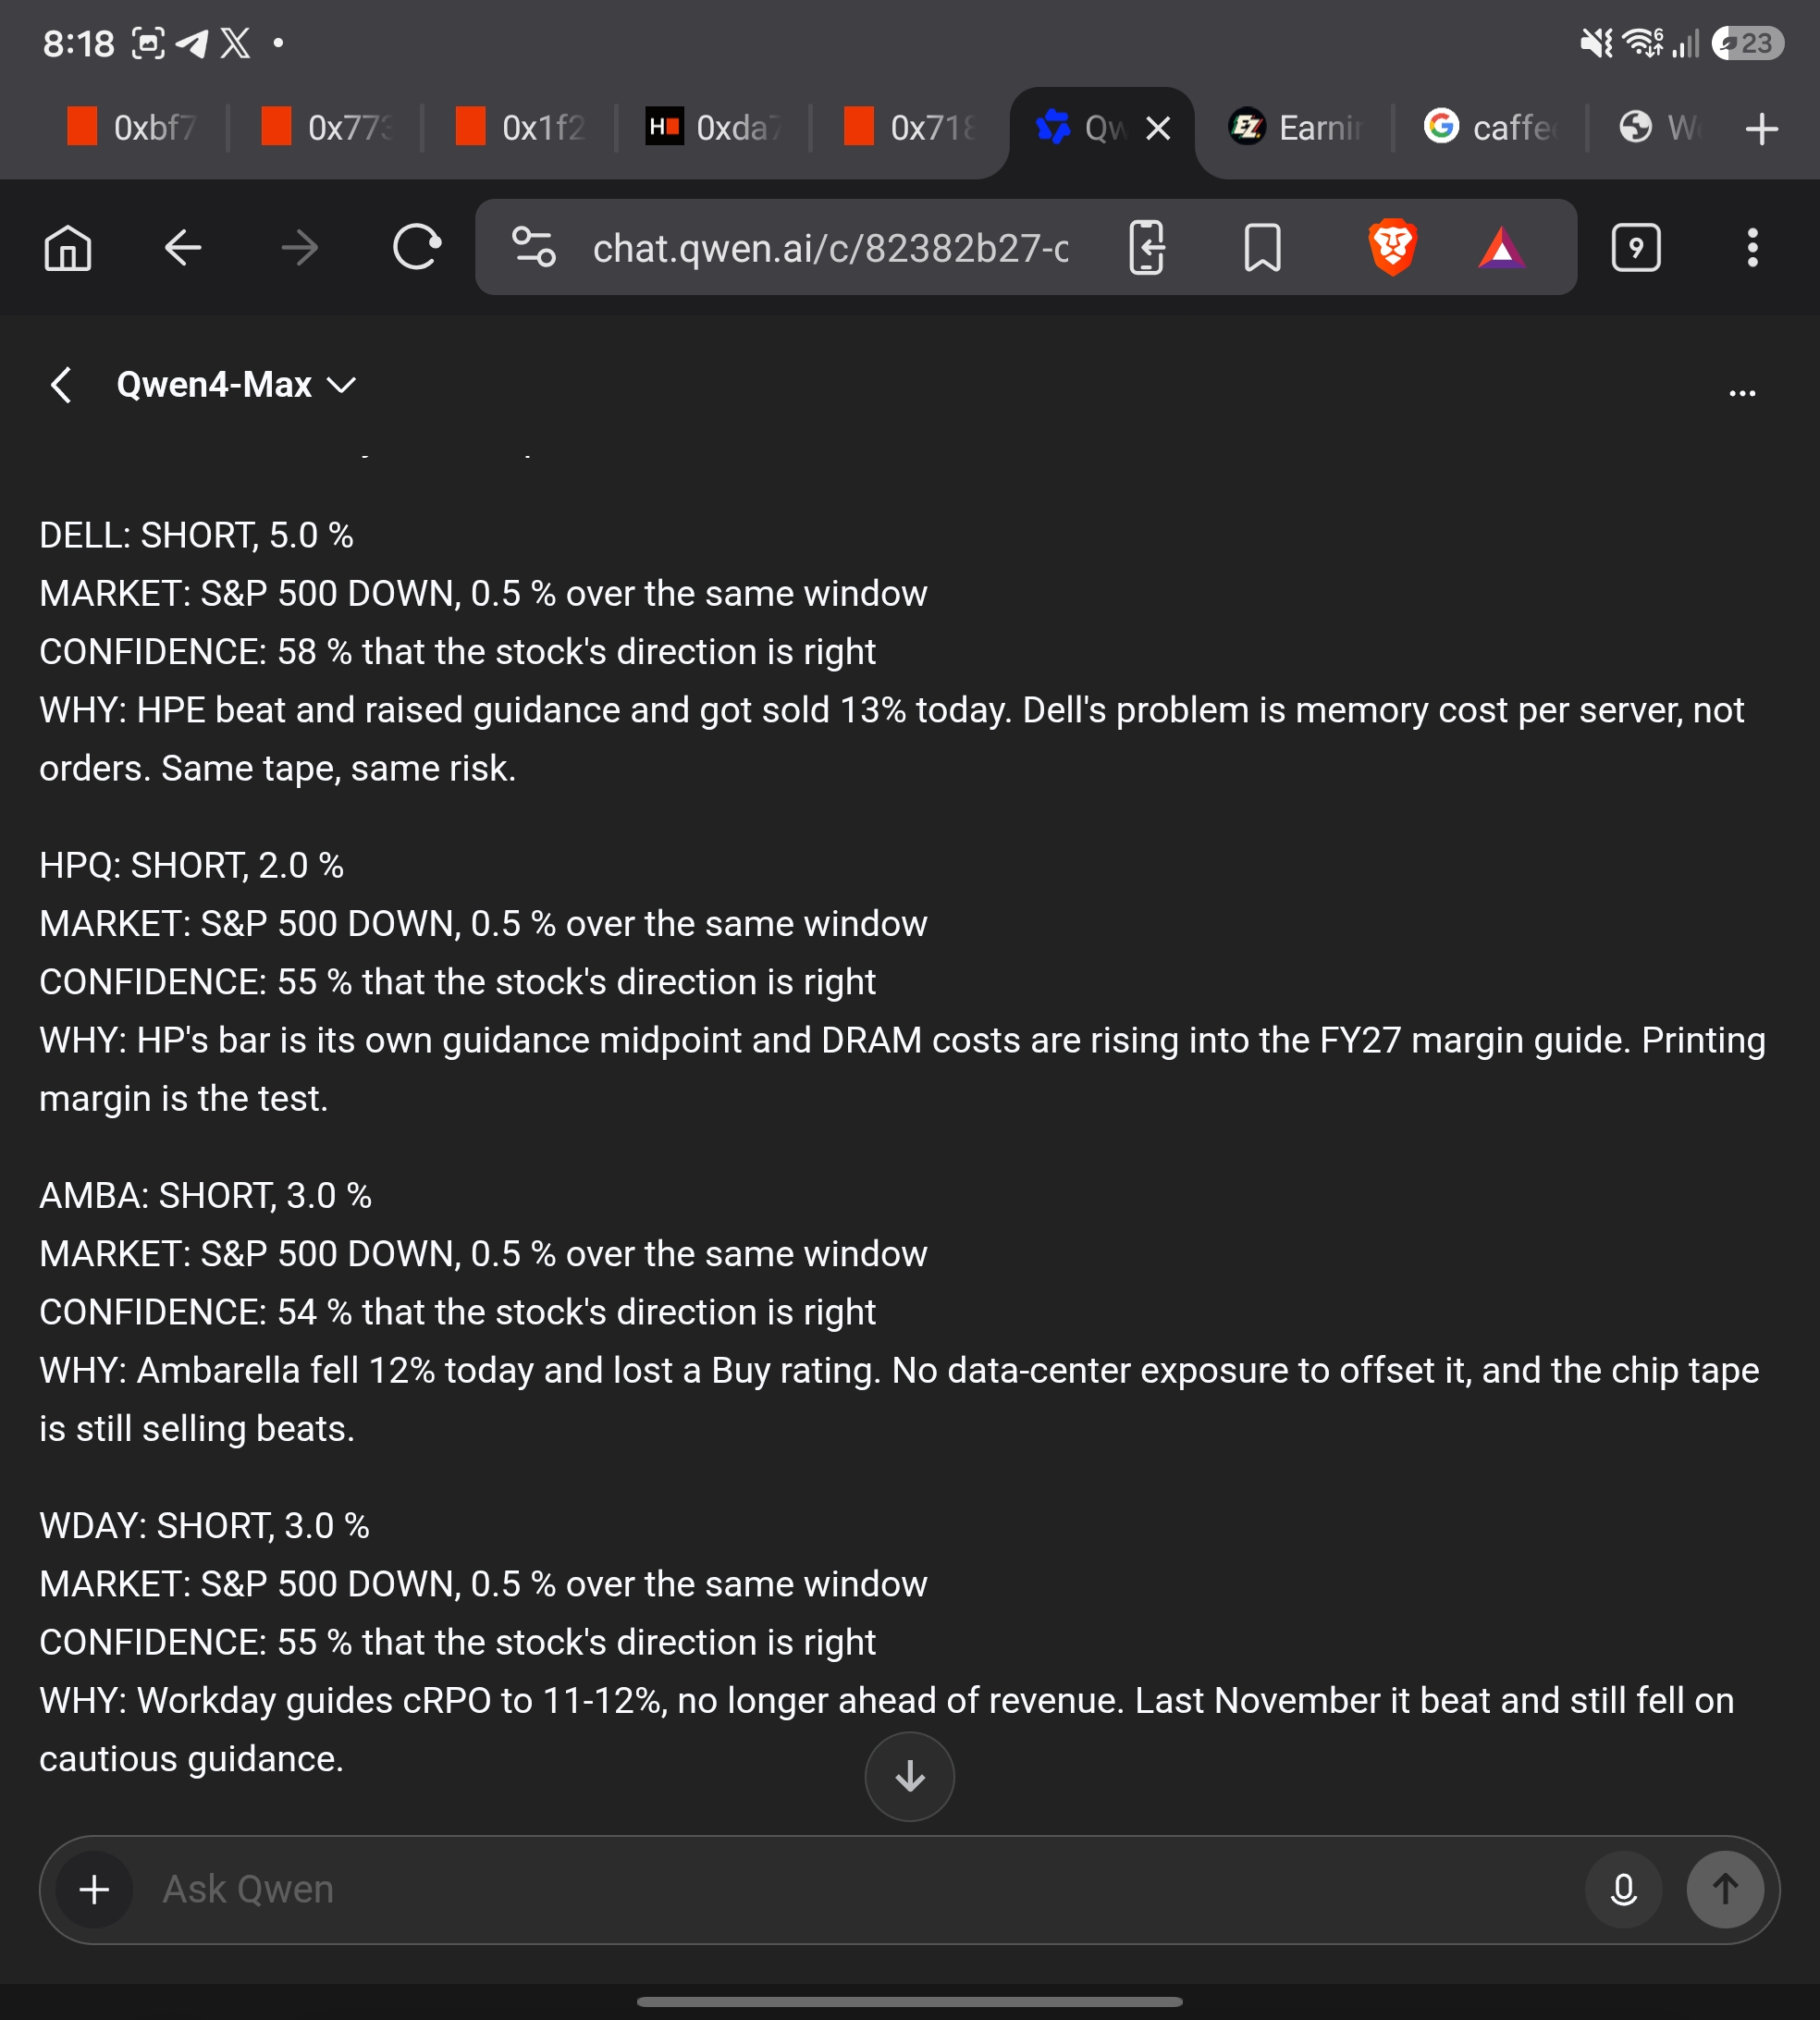 8:18
23
0xbf7
0x773
0x1f2
H
0xda7
0x718
Qw
EZ
Earnin
G
caffe
W
chat.qwen.ai/c/82382b27-c
9
Qwen4-Max
DELL: SHORT, 5.0 %
MARKET: S&P 500 DOWN, 0.5 % over the same window
CONFIDENCE: 58 % that the stock's direction is right
WHY: HPE beat and raised guidance and got sold 13% today. Dell's problem is memory cost per server, not
orders. Same tape, same risk.
HPQ: SHORT, 2.0 %
MARKET: S&P 500 DOWN, 0.5 % over the same window
CONFIDENCE: 55 % that the stock's direction is right
WHY: HP's bar is its own guidance midpoint and DRAM costs are rising into the FY27 margin guide. Printing
margin is the test.
AMBA: SHORT, 3.0 %
MARKET: S&P 500 DOWN, 0.5 % over the same window
CONFIDENCE: 54 % that the stock's direction is right
WHY: Ambarella fell 12% today and lost a Buy rating. No data-center exposure to offset it, and the chip tape
is still selling beats.
WDAY: SHORT, 3.0 %
MARKET: S&P 500 DOWN, 0.5 % over the same window
CONFIDENCE: 55 % that the stock's direction is right
WHY: Workday guides cRPO to 11-12%, no longer ahead of revenue. Last November it beat and still fell on
cautious guidance.
Ask Qwen